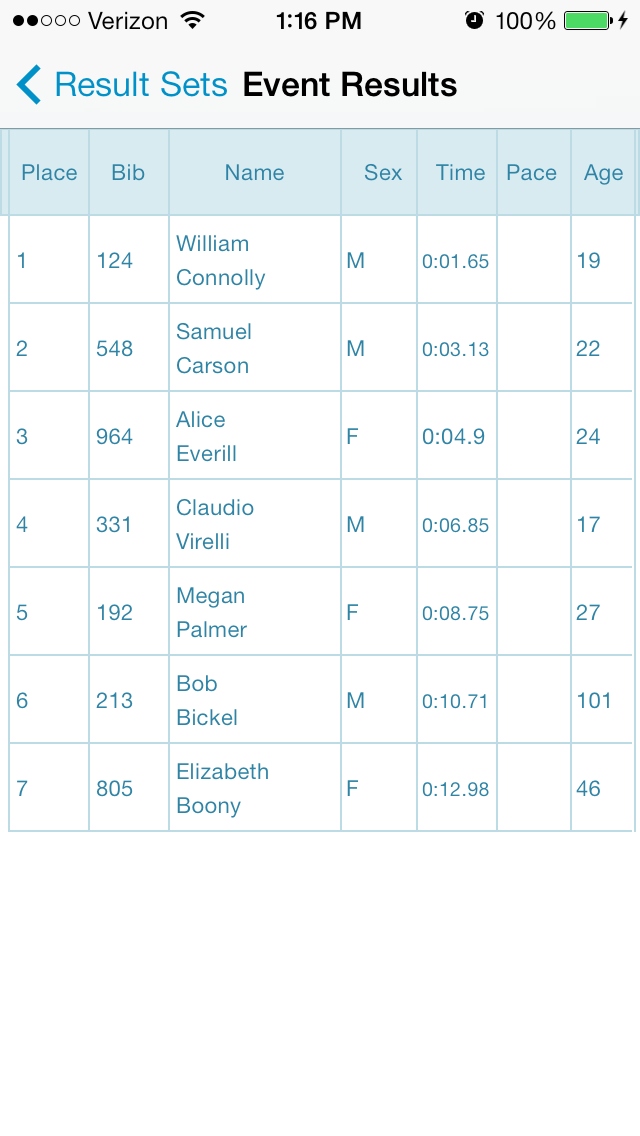 Verizon 1:16 PM 100%
Result Sets Event Results
Place Bib Name Sex Time Pace Age
1 124 William Connolly M 0:01.65 19
2 548 Samuel Carson M 0:03.13 22
3 964 Alice Everill F 0:04.9 24
4 331 Claudio Virelli M 0:06.85 17
5 192 Megan Palmer F 0:08.75 27
6 213 Bob Bickel M 0:10.71 101
7 805 Elizabeth Boony F 0:12.98 46